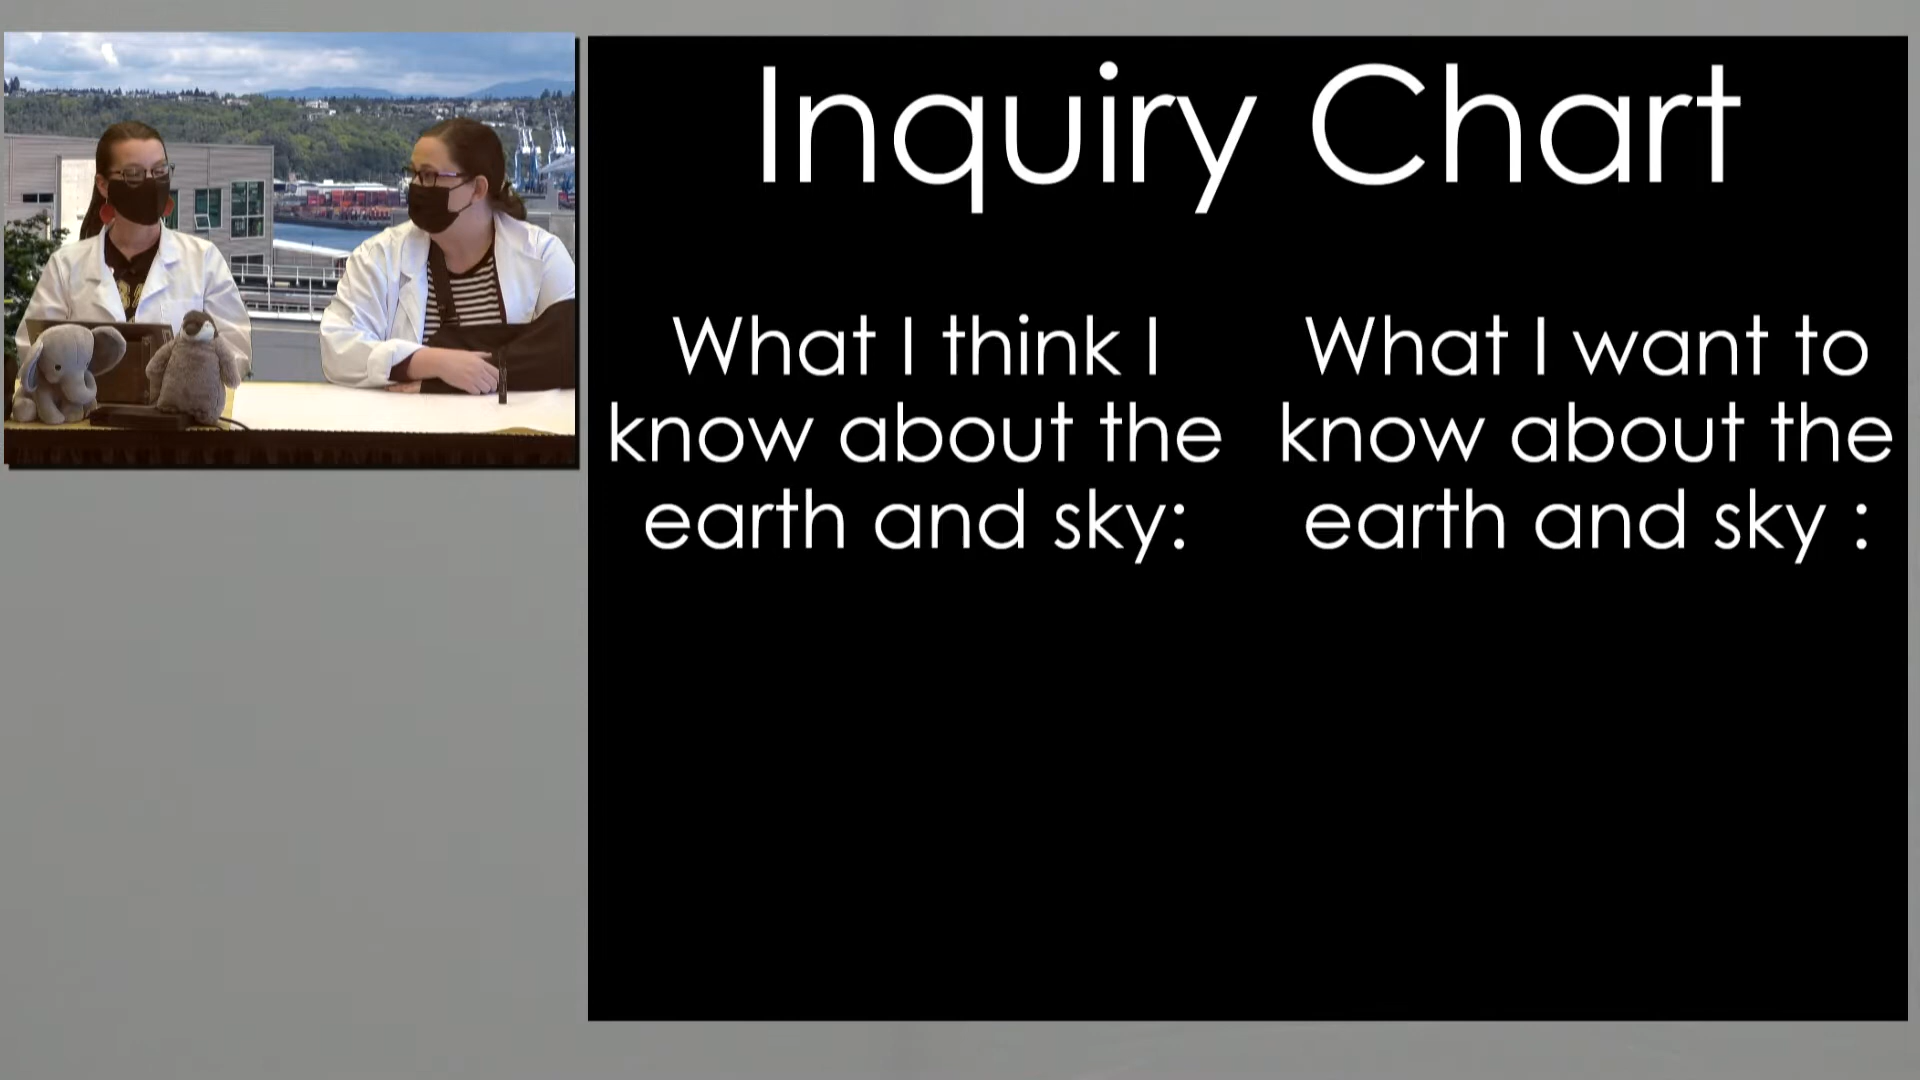 Inquiry Chart
What I think I
know about the
earth and sky:
What I want to
know about the
earth and sky :